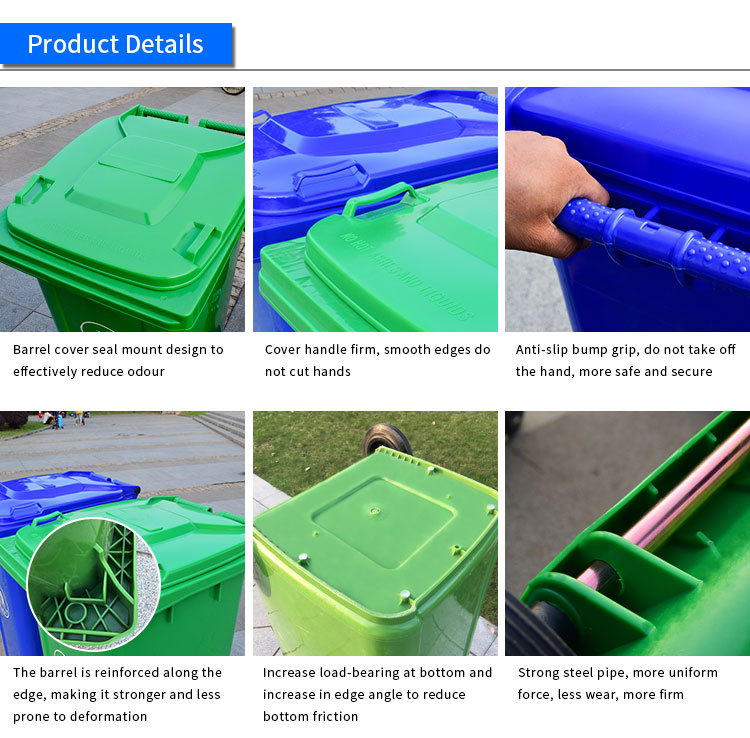 Product Details
Barrel cover seal mount design to
effectively reduce odour
Cover handle firm, smooth edges do
not cut hands
Anti-slip bump grip, do not take off
the hand, more safe and secure
The barrel is reinforced along the
edge, making it stronger and less
prone to deformation
Increase load-bearing at bottom and
increase in edge angle to reduce
bottom friction
Strong steel pipe, more uniform
force, less wear, more firm